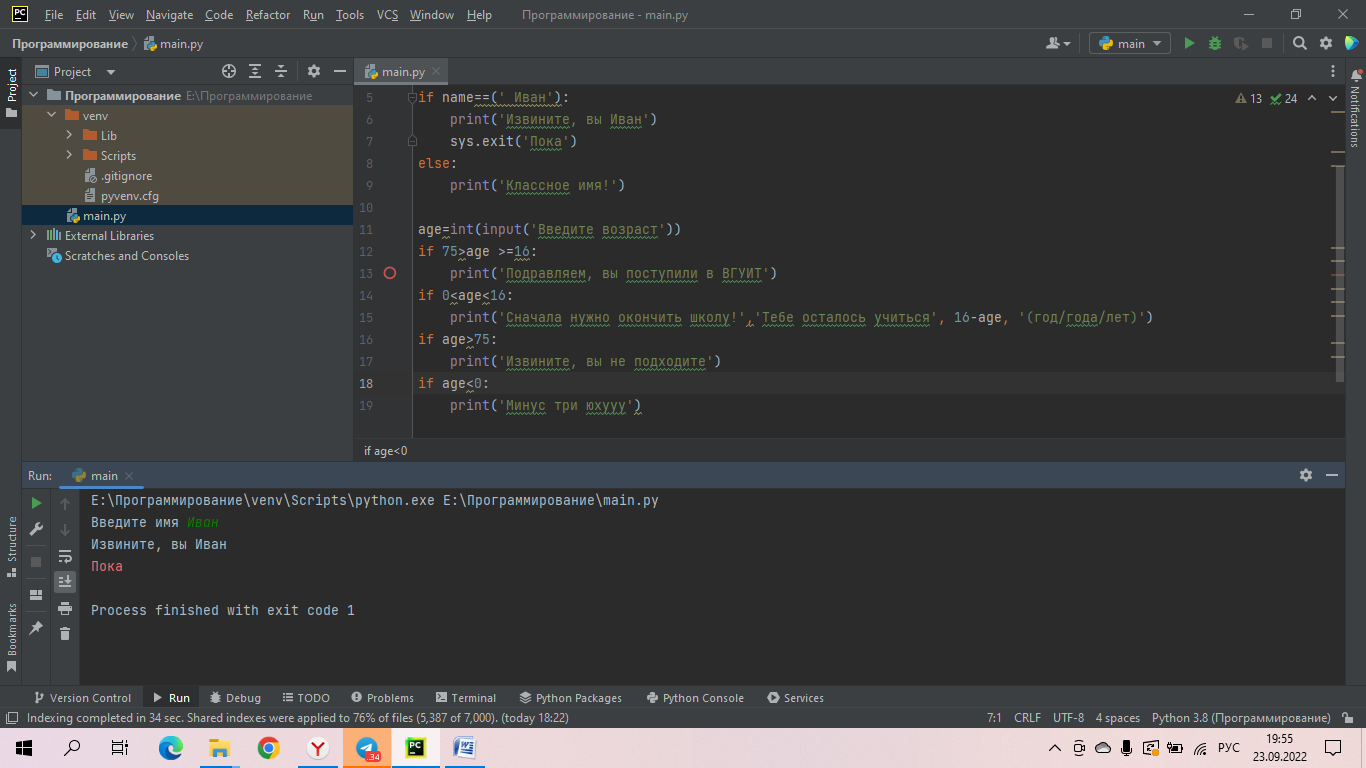 PC File Edit View Navigate Code Refactor Run Tools VCS Window Help Программирование - main.py
Программирование main.py main
Project main.py
Project
Программирование E:\Программирование
venv
Lib
Scripts
.gitignore
pyvenv.cfg
main.py
External Libraries
Scratches and Consoles
13 24
5 if name==(' Иван'):
6 print('Извините, вы Иван')
7 sys.exit('Пока')
8 else:
9 print('Классное имя!')
10
11 age=int(input('Введите возраст'))
12 if 75>age >=16:
13 print('Подравляем, вы поступили в ВГУИТ')
14 if 0<age<16:
15 print('Сначала нужно окончить школу!','Тебе осталось учиться', 16-age, '(год/года/лет)')
16 if age>75:
17 print('Извините, вы не подходите')
18 if age<0:
19 print('Минус три юхууу')
if age<0
Notifications
Run: main
E:\Программирование\venv\Scripts\python.exe E:\Программирование\main.py
Введите имя Иван
Извините, вы Иван
Пока
Process finished with exit code 1
Structure
Bookmarks
Version Control Run Debug TODO Problems Terminal Python Packages Python Console Services
Indexing completed in 34 sec. Shared indexes were applied to 76% of files (5,387 of 7,000). (today 18:22) 7:1 CRLF UTF-8 4 spaces Python 3.8 (Программирование)
.34 PC W РУС 19:55
23.09.2022